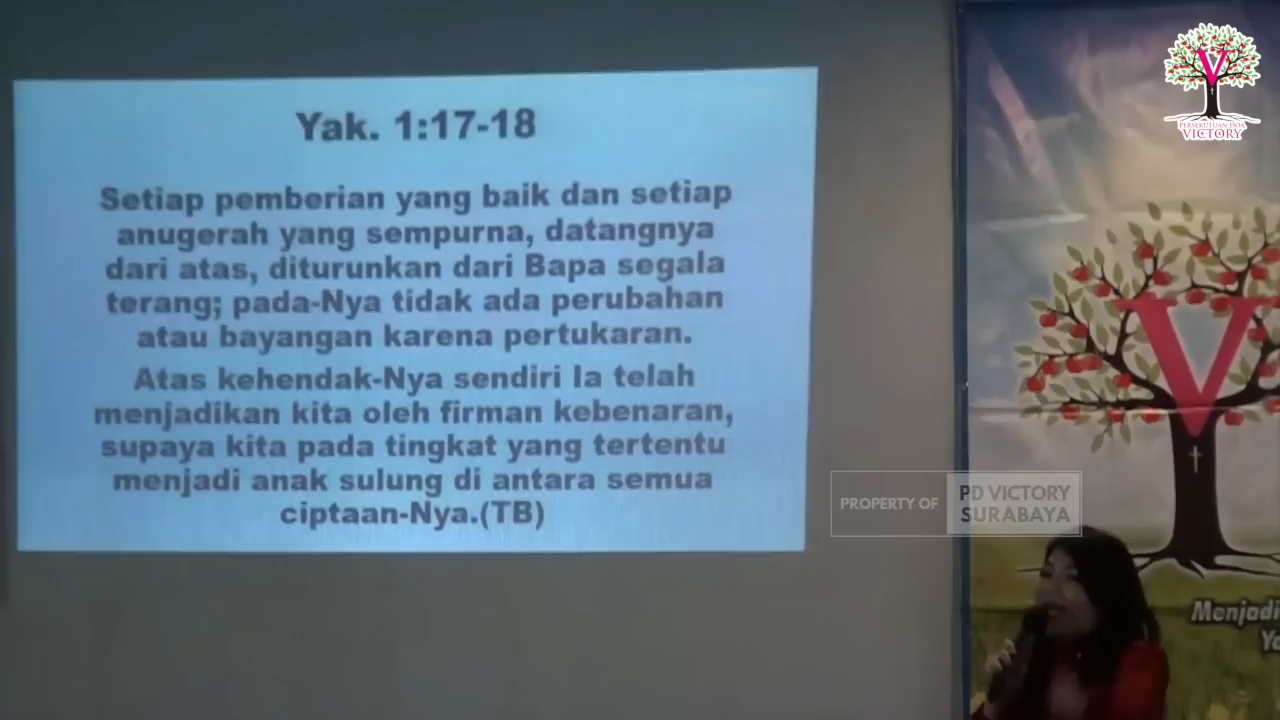 Yak. 1:17-18
Setiap pemberian yang baik dan setiap
anugerah yang sempurna, datangnya
dari atas, diturunkan dari Bapa segala
terang; pada-Nya tidak ada perubahan
atau bayangan karena pertukaran.
Atas kehendak-Nya sendiri Ia telah
menjadikan kita oleh firman kebenaran,
supaya kita pada tingkat yang tertentu
menjadi anak sulung di antara semua
ciptaan-Nya.(TB)
V
PERSEKUTUAN DOA
VICTORY
V
PROPERTY OF
PD VICTORY
SURABAYA
Menjadi